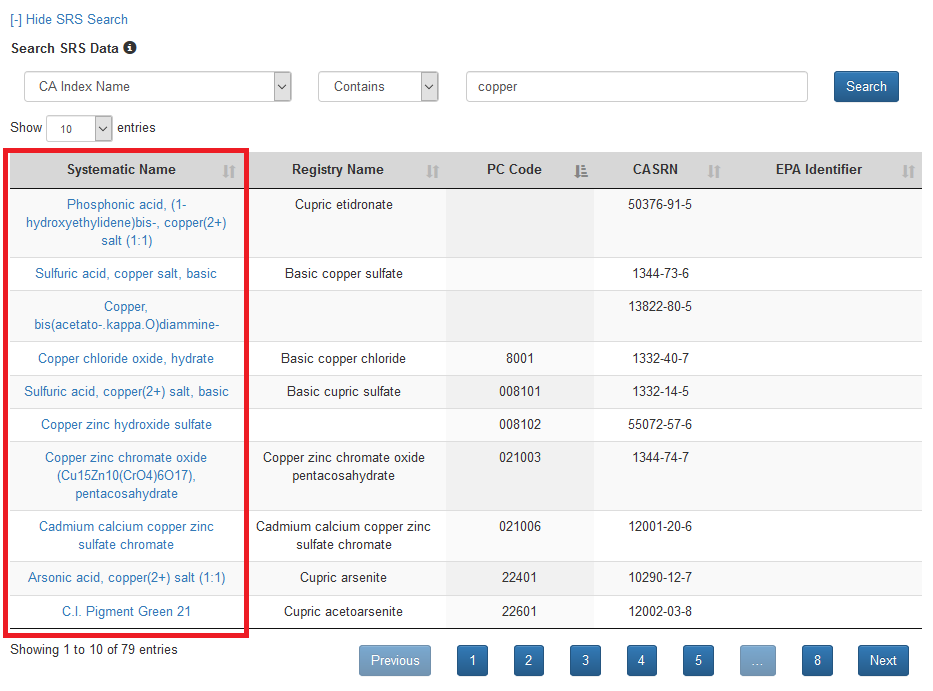 [-] Hide SRS Search
Search SRS Data
CA Index Name Contains copper Search
Show 10 entries
Systematic Name Registry Name PC Code CASRN EPA Identifier
Phosphonic acid, (1-
hydroxyethylidene)bis-, copper(2+)
salt (1:1)
Cupric etidronate 50376-91-5
Sulfuric acid, copper salt, basic Basic copper sulfate 1344-73-6
Copper,
bis(acetato-.kappa.O)diammine-
13822-80-5
Copper chloride oxide, hydrate Basic copper chloride 8001 1332-40-7
Sulfuric acid, copper(2+) salt, basic Basic cupric sulfate 008101 1332-14-5
Copper zinc hydroxide sulfate 008102 55072-57-6
Copper zinc chromate oxide
(Cu15Zn10(CrO4)6O17),
pentacosahydrate
Copper zinc chromate oxide
pentacosahydrate
021003 1344-74-7
Cadmium calcium copper zinc
sulfate chromate
Cadmium calcium copper zinc
sulfate chromate
021006 12001-20-6
Arsonic acid, copper(2+) salt (1:1) Cupric arsenite 22401 10290-12-7
C.I. Pigment Green 21 Cupric acetoarsenite 22601 12002-03-8
Showing 1 to 10 of 79 entries
Previous 1 2 3 4 5 ... 8 Next